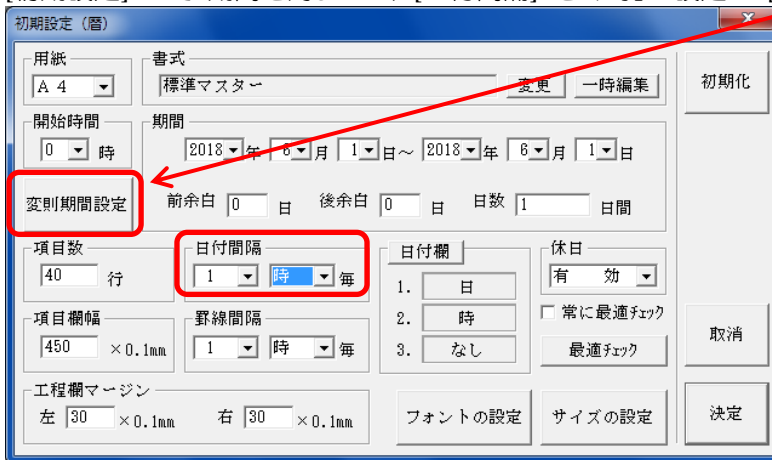 初期設定（暦）
用紙
A 4
書式
標準マスター
変更
一時編集
初期化
開始時間
0 時
期間
2018 年 6 月 1 日～ 2018 年 6 月 1 日
変則期間設定
前余白 0 日 後余白 0 日 日数 1 日間
項目数
40 行
日付間隔
1 時 毎
日付欄
1. 日
2. 時
3. なし
休日
有 効
常に最適ﾁｪｯｸ
最適ﾁｪｯｸ
項目欄幅
450 ×0.1mm
罫線間隔
1 時 毎
取消
工程欄マージン
左 30 ×0.1mm 右 30 ×0.1mm
フォントの設定
サイズの設定
決定